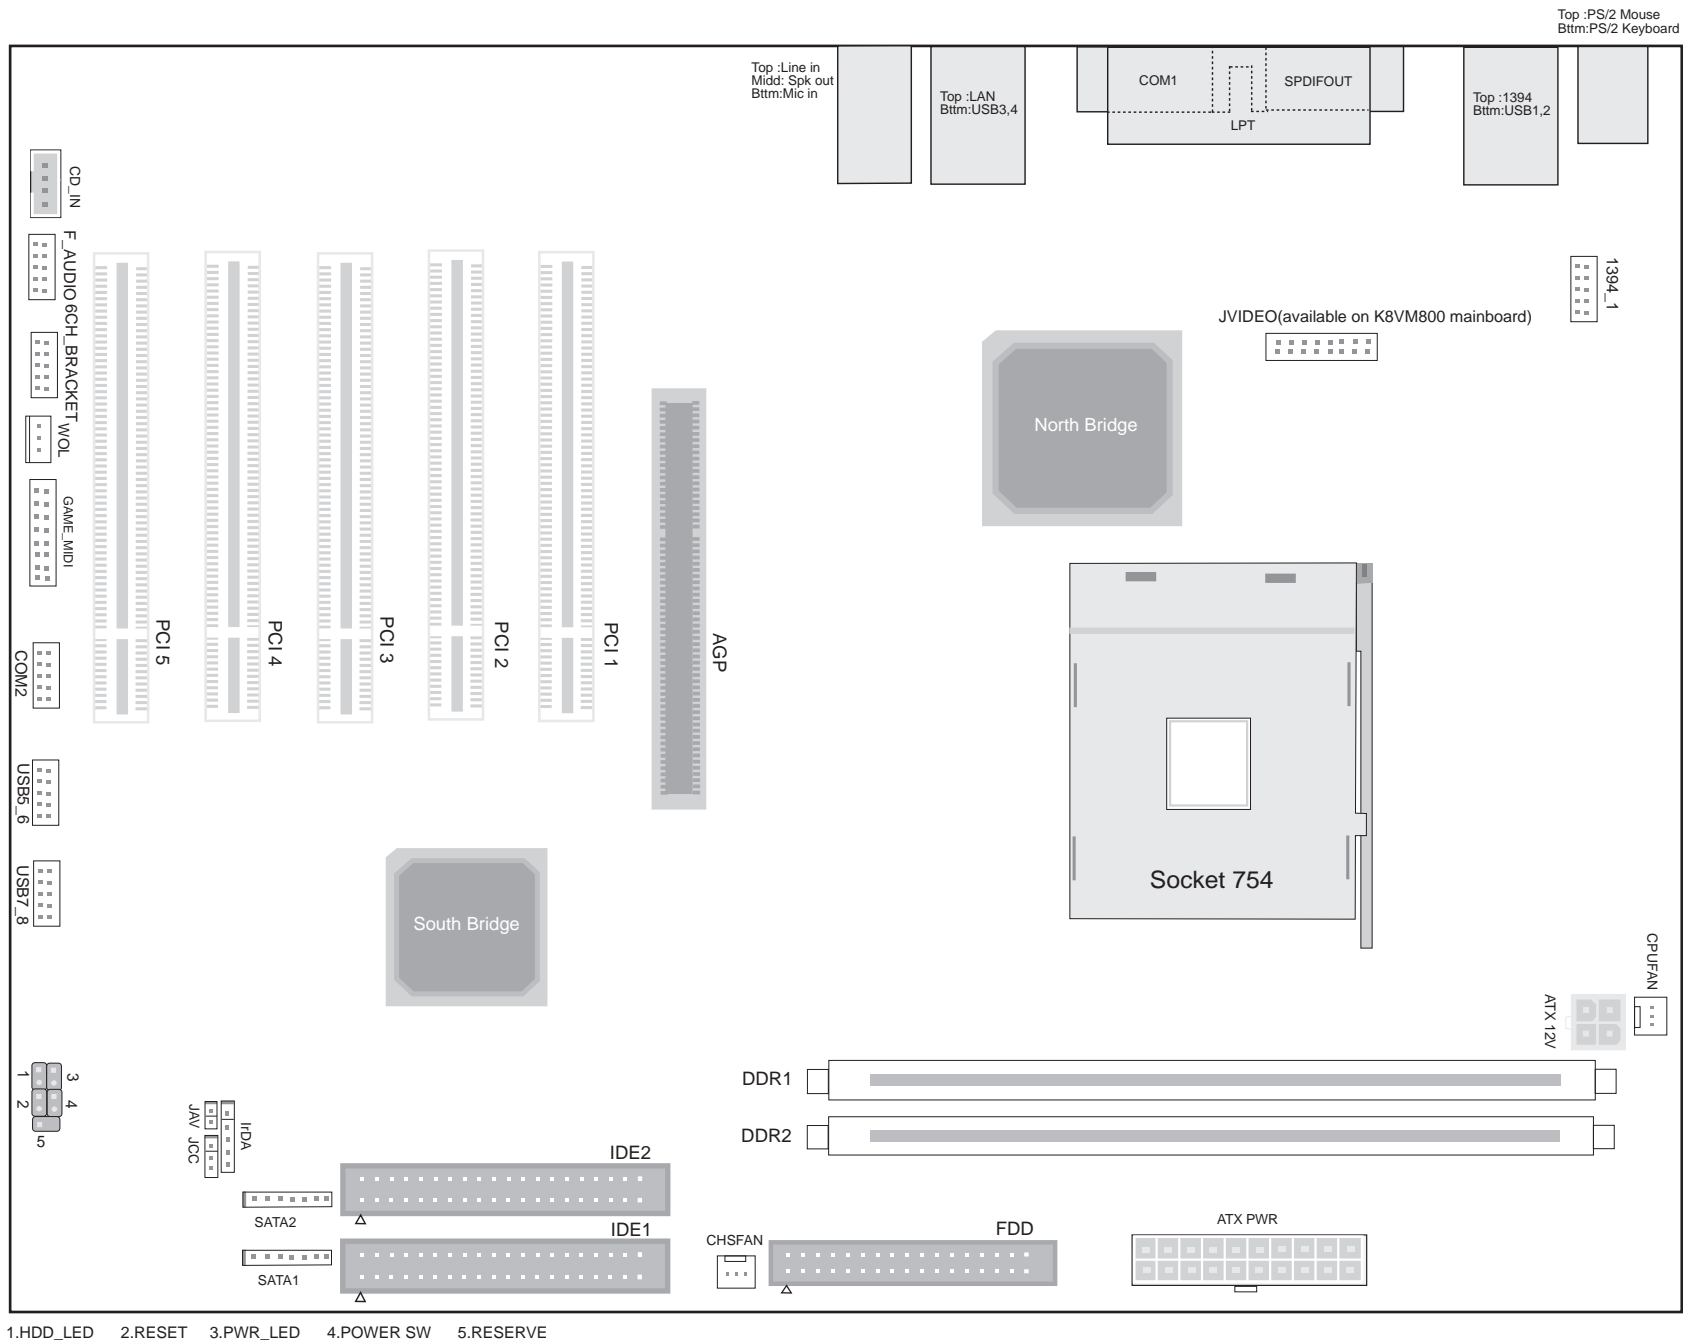 Top :PS/2 Mouse
Bttm:PS/2 Keyboard
Top :Line in
Midd: Spk out
Bttm:Mic in
Top :LAN
Bttm:USB3,4
COM1
SPDIFOUT
LPT
Top :1394
Bttm:USB1,2
CD_IN
F_AUDIO
6CH_BRACKET
WOL
GAME_MIDI
COM2
USB5_6
USB7_8
1394_1
JVIDEO(available on K8VM800 mainboard)
North Bridge
PCI 5
PCI 4
PCI 3
PCI 2
PCI 1
AGP
Socket 754
South Bridge
CPUFAN
ATX 12V
DDR1
DDR2
1
3
2
4
5
JAV
IrDA
JCC
IDE2
SATA2
IDE1
SATA1
CHSFAN
FDD
ATX PWR
1.HDD_LED 2.RESET 3.PWR_LED 4.POWER SW 5.RESERVE